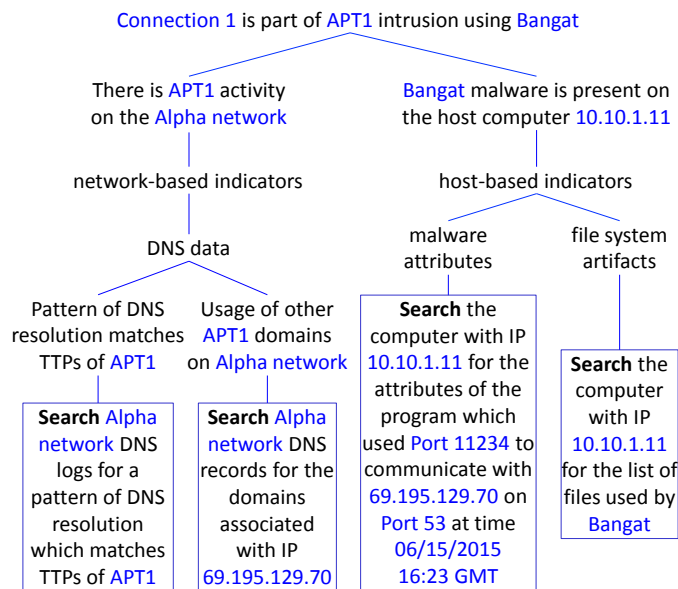 Connection 1 is part of APT1 intrusion using Bangat
There is APT1 activity
on the Alpha network
Bangat malware is present on
the host computer 10.10.1.11
network-based indicators
host-based indicators
DNS data
malware
attributes
file system
artifacts
Pattern of DNS
resolution matches
TTPs of APT1
Usage of other
APT1 domains
on Alpha network
Search Alpha
network DNS
logs for a
pattern of DNS
resolution
which matches
TTPs of APT1
Search Alpha
network DNS
records for the
domains
associated
with IP
69.195.129.70
Search the
computer with IP
10.10.1.11 for the
attributes of the
program which
used Port 11234 to
communicate with
69.195.129.70 on
Port 53 at time
06/15/2015
16:23 GMT
Search the
computer
with IP
10.10.1.11
for the list of
files used by
Bangat